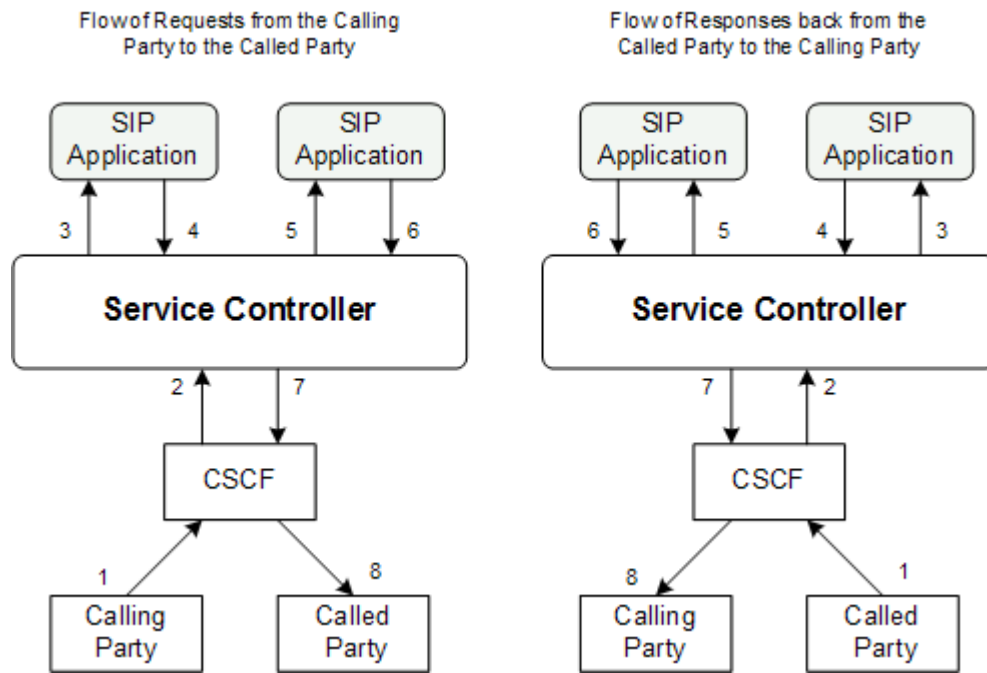 Flow of Requests from the Calling
Party to the Called Party
SIP
Application
SIP
Application
3
4
5
6
Service Controller
2
7
CSCF
1
8
Calling
Party
Called
Party
Flow of Responses back from the
Called Party to the Calling Party
SIP
Application
SIP
Application
6
5
4
3
Service Controller
7
2
CSCF
8
1
Calling
Party
Called
Party